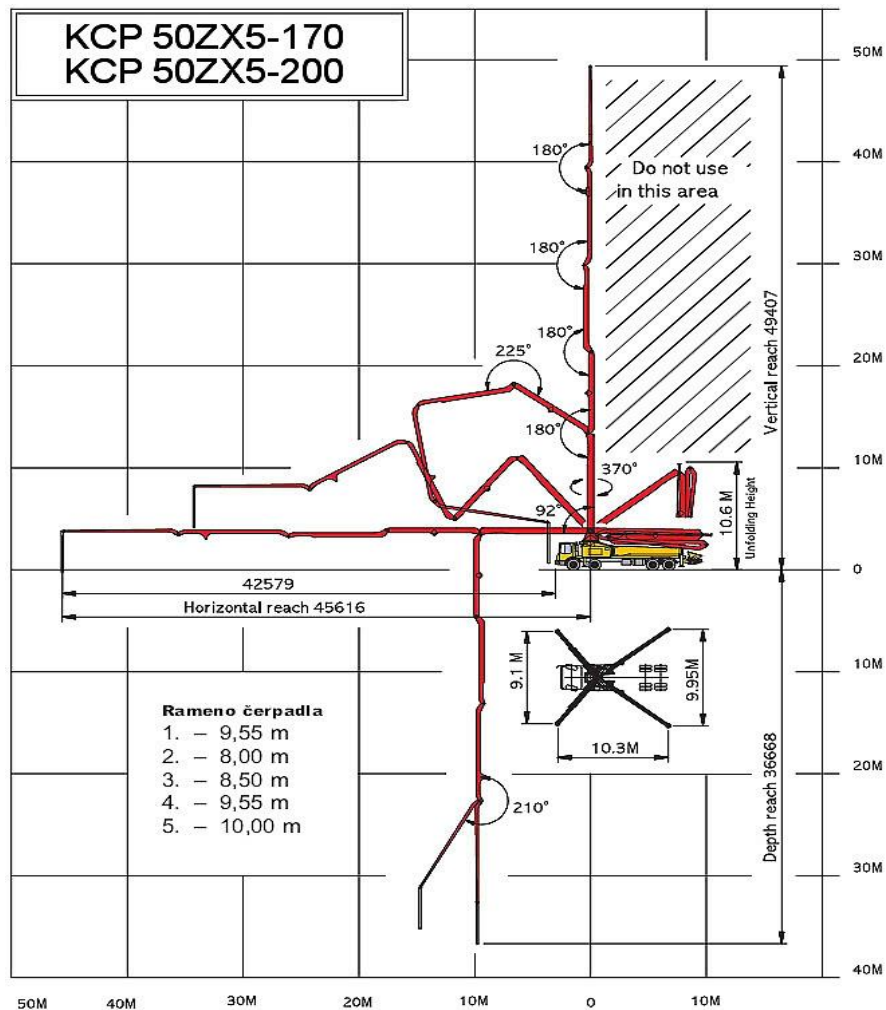 KCP 50ZX5-170
KCP 50ZX5-200
50M
180°
Do not use
in this area
40M
180°
30M
Vertical reach 49407
180°
225°
20M
180°
370°
10M
92°
10.6 M
Unfolding Height
0
42579
Horizontal reach 45616
9.1 M
9.95M
10M
10.3M
Rameno čerpadla
1. – 9,55 m
2. – 8,00 m
3. – 8,50 m
4. – 9,55 m
5. – 10,00 m
20M
210°
Depth reach 36668
30M
40M
50M 40M 30M 20M 10M 0 10M